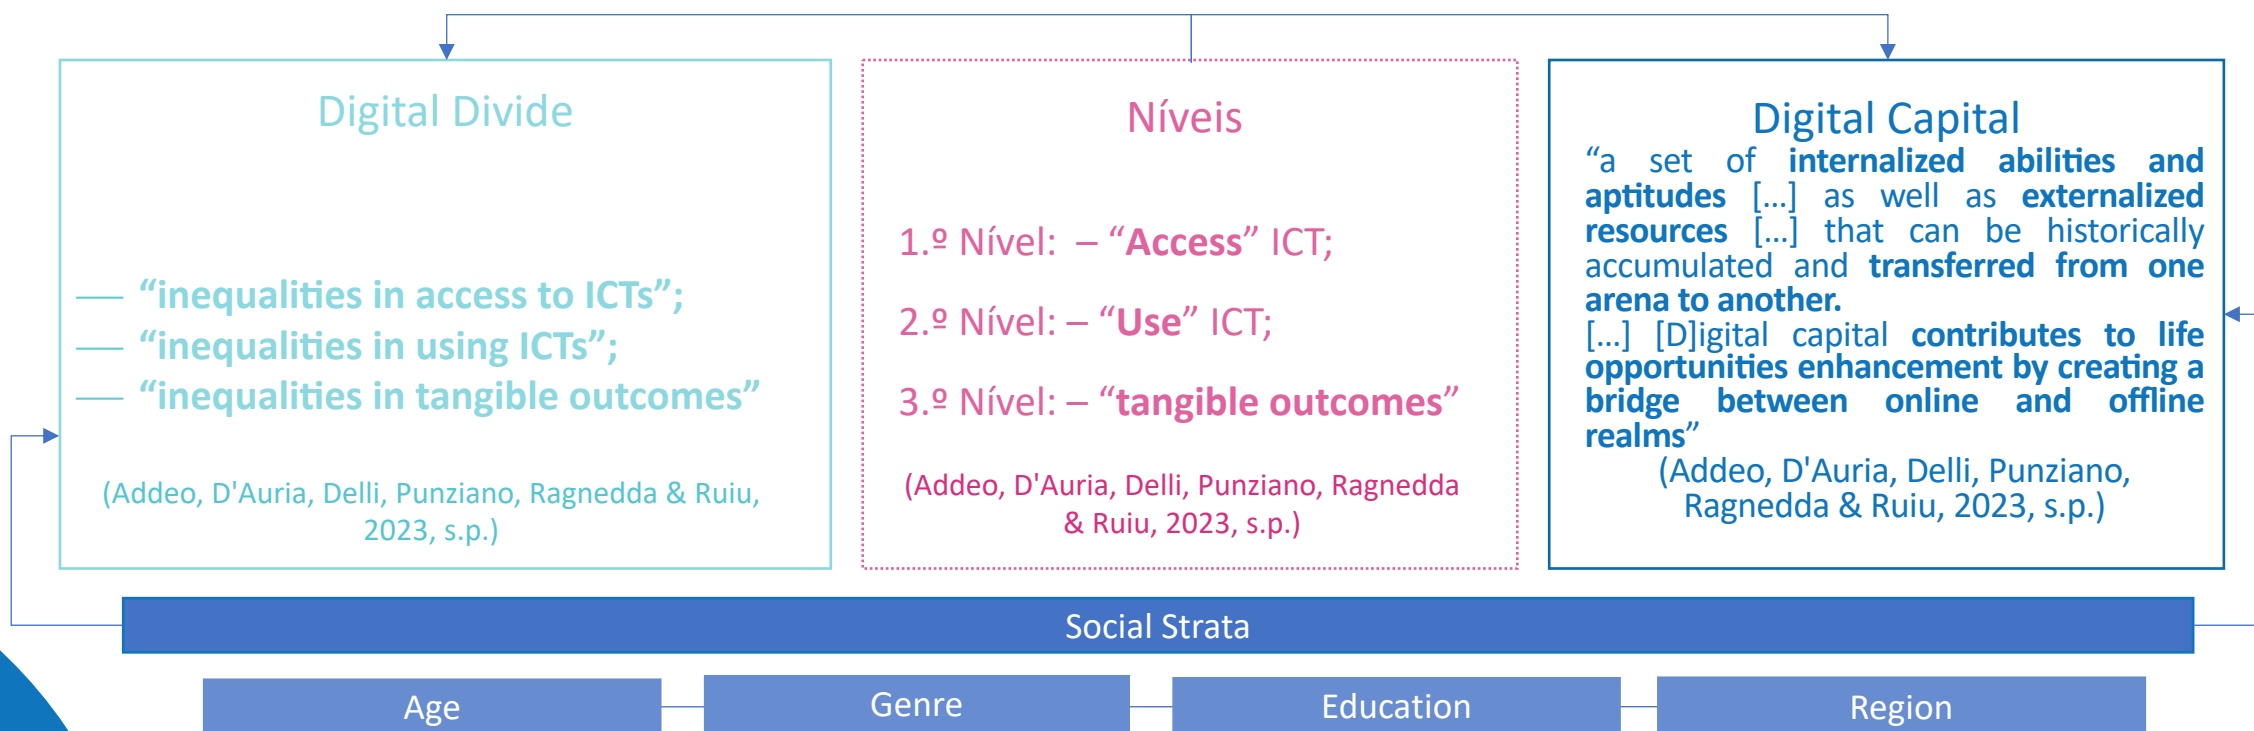 Digital Divide
— “inequalities in access to ICTs”;
— “inequalities in using ICTs”;
— “inequalities in tangible outcomes”
(Addeo, D'Auria, Delli, Punziano, Ragnedda & Ruiu,
2023, s.p.)
Níveis
1.º Nível: – “Access” ICT;
2.º Nível: – “Use” ICT;
3.º Nível: – “tangible outcomes”
(Addeo, D'Auria, Delli, Punziano, Ragnedda
& Ruiu, 2023, s.p.)
Digital Capital
“a set of internalized abilities and
aptitudes [...] as well as externalized
resources [...] that can be historically
accumulated and transferred from one
arena to another.
[...] [D]igital capital contributes to life
opportunities enhancement by creating a
bridge between online and offline
realms”
(Addeo, D'Auria, Delli, Punziano,
Ragnedda & Ruiu, 2023, s.p.)
Social Strata
Age
Genre
Education
Region